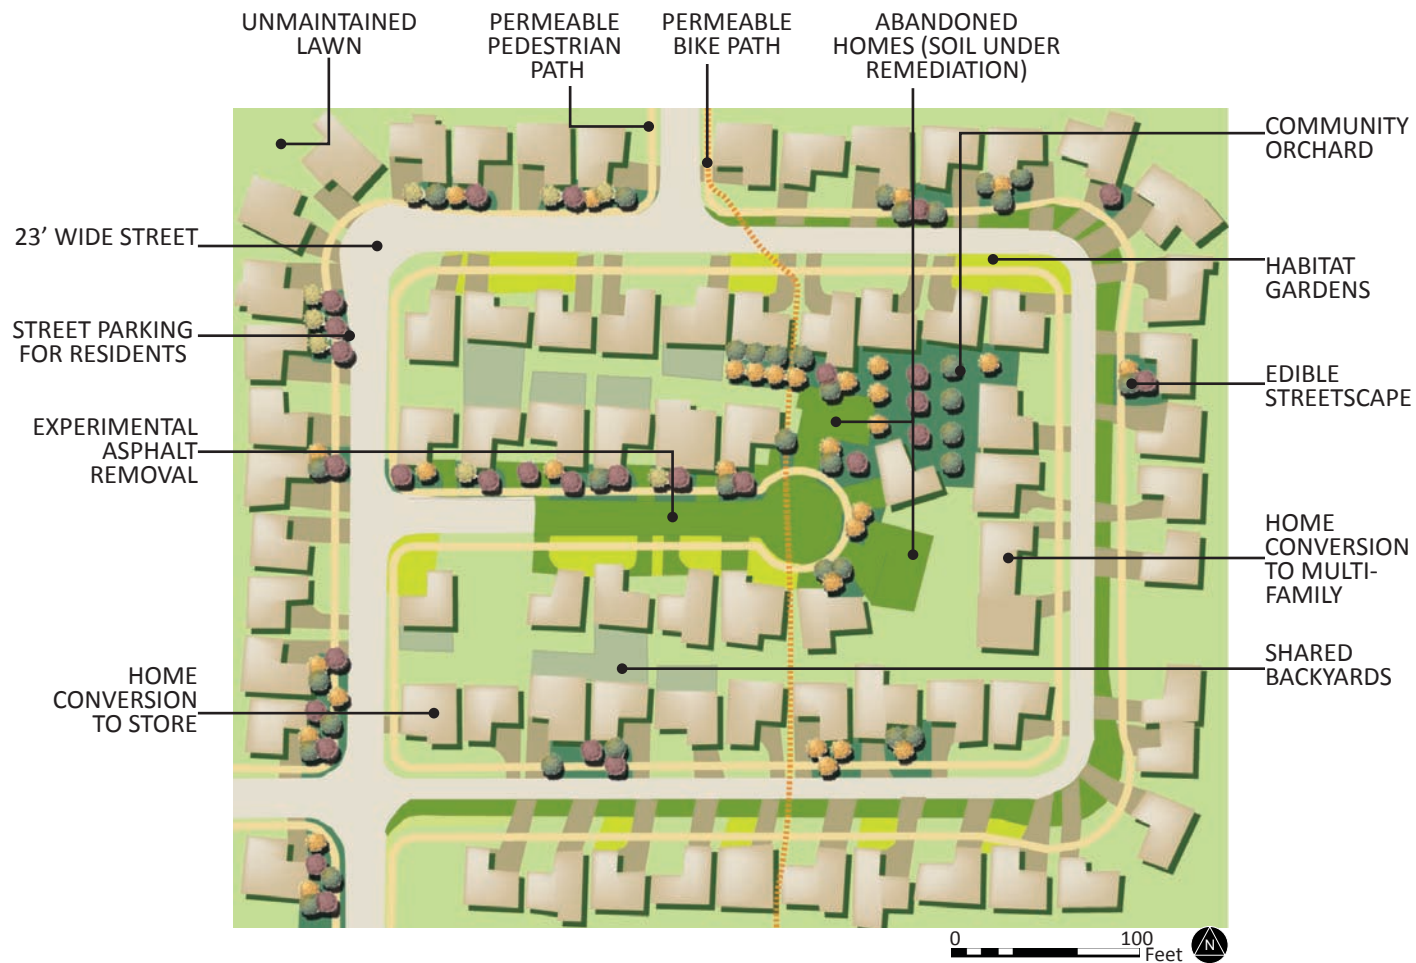 UNMAINTAINED
LAWN
PERMEABLE
PEDESTRIAN
PATH
PERMEABLE
BIKE PATH
ABANDONED
HOMES (SOIL UNDER
REMEDIATION)
COMMUNITY
ORCHARD
23’ WIDE STREET
HABITAT
GARDENS
STREET PARKING
FOR RESIDENTS
EDIBLE
STREETSCAPE
EXPERIMENTAL
ASPHALT
REMOVAL
HOME
CONVERSION
TO MULTI-
FAMILY
SHARED
BACKYARDS
HOME
CONVERSION
TO STORE
0 100
Feet
N